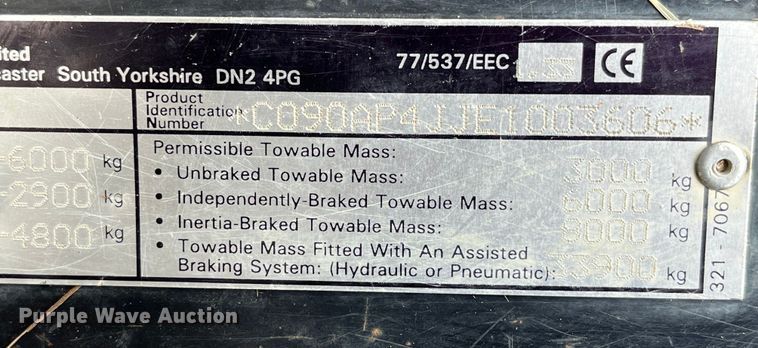 ited
caster South Yorkshire DN2 4PG
77/537/EEC CE
Product
Identification
Number *C090AP4JJE1003606*
-6000 kg
-2900 kg
-4800 kg
Permissible Towable Mass:
• Unbraked Towable Mass: 3000 kg
• Independently-Braked Towable Mass: 6000 kg
• Inertia-Braked Towable Mass: 8000 kg
• Towable Mass Fitted With An Assisted
Braking System: (Hydraulic or Pneumatic): 33900 kg
321 - 7067
Purple Wave Auction